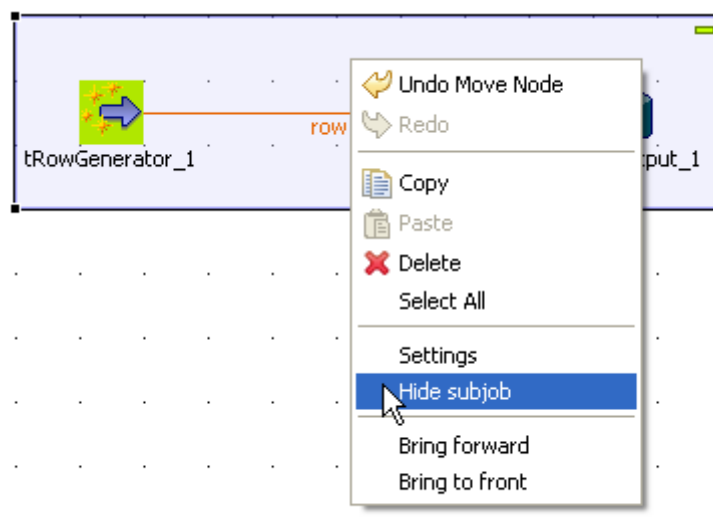 Undo Move Node
row
Redo
tRowGenerator_1
put_1
Copy
Paste
Delete
Select All
Settings
Hide subjob
Bring forward
Bring to front